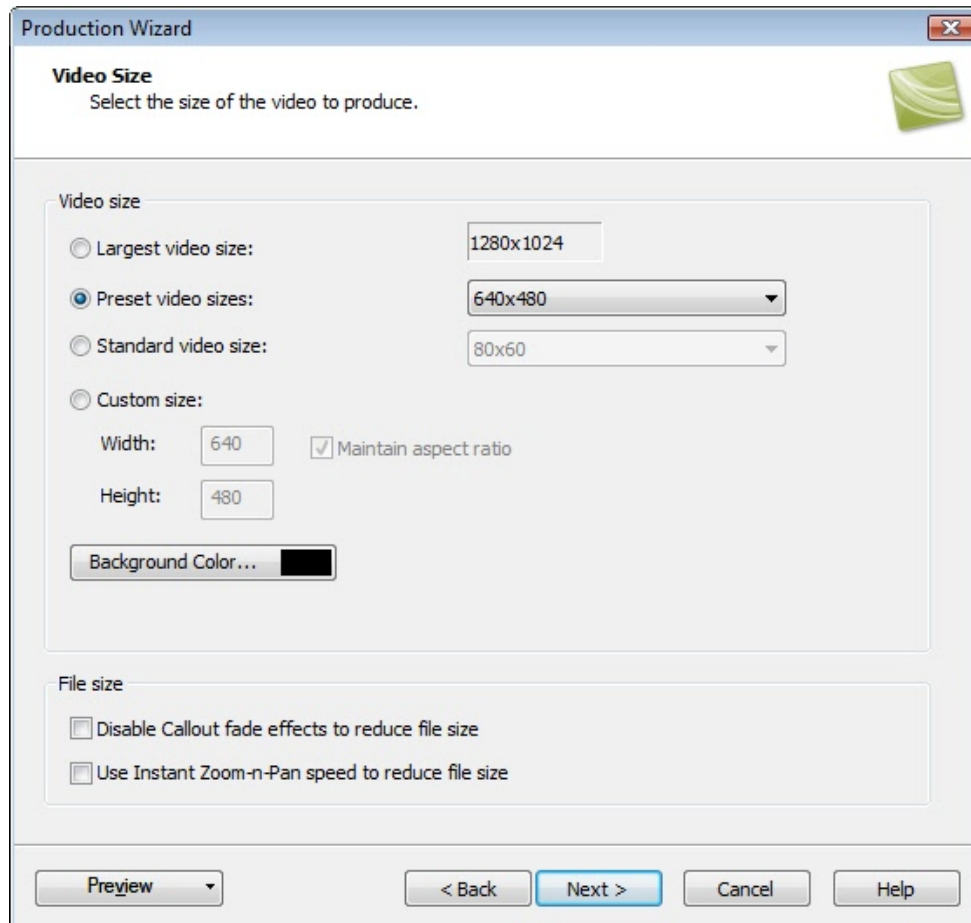 Production Wizard
Video Size
Select the size of the video to produce.
Video size
Largest video size: 1280x1024
Preset video sizes: 640x480
Standard video size: 80x60
Custom size:
Width: 640 Maintain aspect ratio
Height: 480
Background Color...
File size
Disable Callout fade effects to reduce file size
Use Instant Zoom-n-Pan speed to reduce file size
Preview < Back Next > Cancel Help